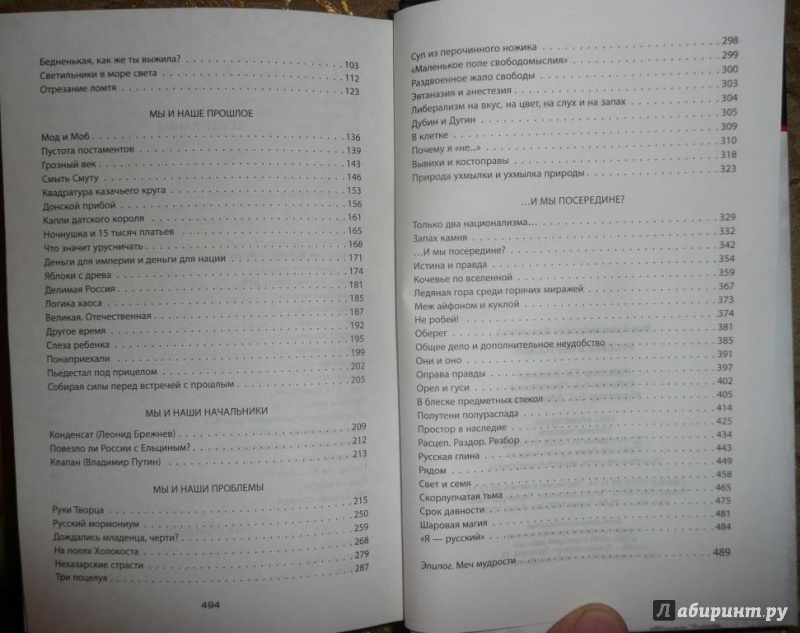 Бедненькая, как же ты выжила? 103
Светильники в море света 112
Отрезание ломтя 123
МЫ И НАШЕ ПРОШЛОЕ
Мод и Моб 136
Пустота постаментов 139
Грозный век 143
Смыть Смуту 146
Квадратура казачьего круга 153
Донской прибой 156
Капли датского короля 161
Ночнушка и 15 тысяч платьев 165
Что значит урусничать 168
Деньги для империи и деньги для нации 171
Яблоки с древа 174
Делимая Россия 181
Логика хаоса 185
Великая. Отечественная 187
Другое время 192
Слеза ребенка 195
Понаприехали 199
Пьедестал под прицелом 202
Собирая силы перед встречей с прошлым 205
МЫ И НАШИ НАЧАЛЬНИКИ
Конденсат (Леонид Брежнев) 209
Повезло ли России с Ельциным? 212
Клапан (Владимир Путин) 213
МЫ И НАШИ ПРОБЛЕМЫ
Руки Творца 215
Русский мормониум 250
Дождались младенца, черти? 259
На полях Холокоста 268
Нехазарские страсти 279
Три поцелуя 287
494
Суп из перочинного ножика 298
«Маленькое поле свободомыслия» 299
Раздвоенное жало свободы 300
Эвтаназия и анестезия 303
Либерализм на вкус, на цвет, на слух и на запах 304
Дубин и Дугин 305
В клетке 309
Почему я «не...» 310
Вывихи и костоправы 318
Природа ухмылки и ухмылка природы 323
...И МЫ ПОСЕРЕДИНЕ?
Только два национализма... 329
Запах камня 332
...И мы посередине? 342
Истина и правда 354
Кочевье по вселенной 359
Ледяная гора среди горячих миражей 367
Меж айфоном и куклой 373
Не робей! 374
Оберег 381
Общее дело и дополнительное неудобство 385
Они и оно 391
Оправа правды 397
Орел и гуси 402
В блеске предметных стекол 405
Полутени полураспада 414
Простор в наследие 425
Расцеп. Раздор. Рвзбор 434
Русская глина 443
Рядом 449
Свет и семя 458
Скорлупчатая тьма 465
Срок давности 475
Шаровая магия 481
«Я — русский» 484
Эпилог. Меч мудрости 489
Лабиринт.ру